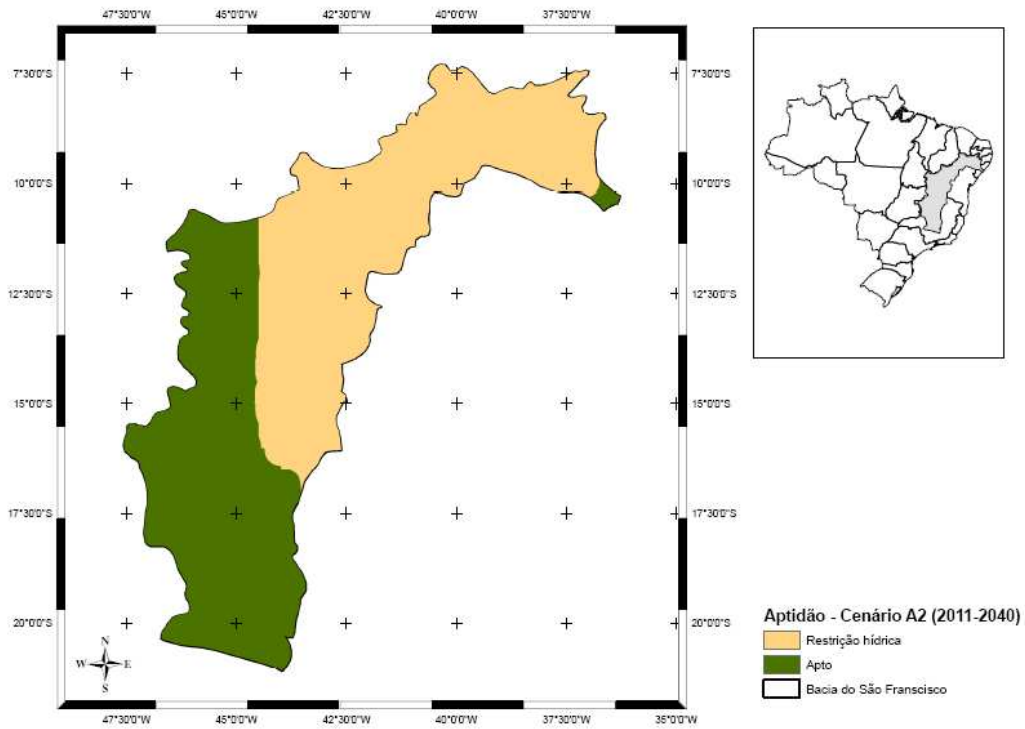 47°30'0"W 45°0'0"W 42°30'0"W 40°0'0"W 37°30'0"W 35°0'0"W
7°30'0"S 7°30'0"S
10°0'0"S 10°0'0"S
12°30'0"S 12°30'0"S
15°0'0"S 15°0'0"S
17°30'0"S 17°30'0"S
20°0'0"S 20°0'0"S
N
W E
S
47°30'0"W 45°0'0"W 42°30'0"W 40°0'0"W 37°30'0"W 35°0'0"W
Aptidão - Cenário A2 (2011-2040)
Restrição hídrica
Apto
Bacia do São Franscisco